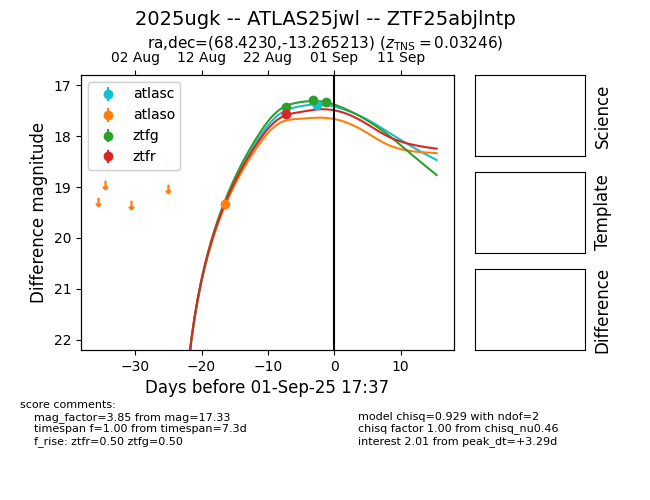 2025ugk -- ATLAS25jwl -- ZTF25abjlntp
ra,dec=(68.4230,-13.265213) (z_TNS = 0.03246)
02 Aug 12 Aug 22 Aug 01 Sep 11 Sep
atlasc
atlaso
ztfg
ztfr
17
18
19
20
21
22
Difference magnitude
−30 −20 −10 0 10
Days before 01-Sep-25 17:37
Science
Template
Difference
score comments:
mag_factor=3.85 from mag=17.33
timespan f=1.00 from timespan=7.3d
f_rise: ztfr=0.50 ztfg=0.50
model chisq=0.929 with ndof=2
chisq factor 1.00 from chisq_nu0.46
interest 2.01 from peak_dt=+3.29d